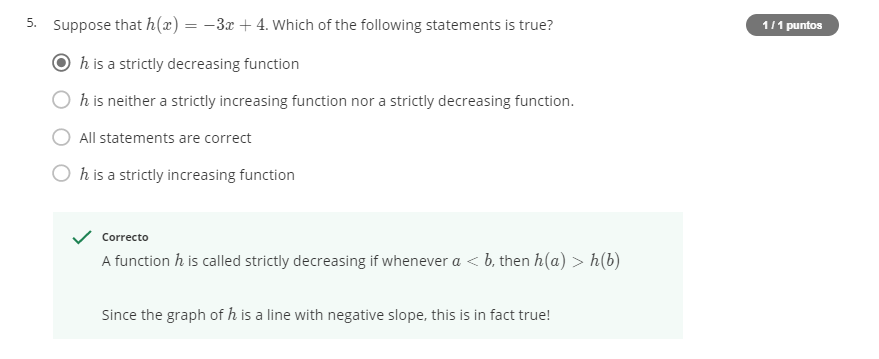 5. Suppose that h(x) = −3x + 4. Which of the following statements is true?
1 / 1 puntos
h is a strictly decreasing function
h is neither a strictly increasing function nor a strictly decreasing function.
All statements are correct
h is a strictly increasing function
Correcto
A function h is called strictly decreasing if whenever a < b, then h(a) > h(b)
Since the graph of h is a line with negative slope, this is in fact true!